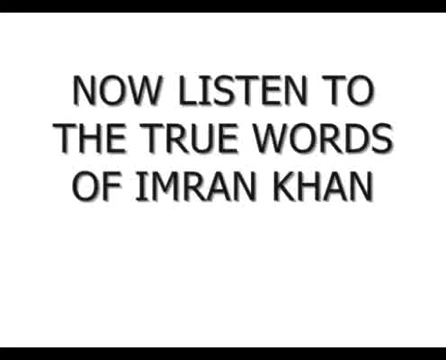 NOW LISTEN TO
THE TRUE WORDS
OF IMRAN KHAN